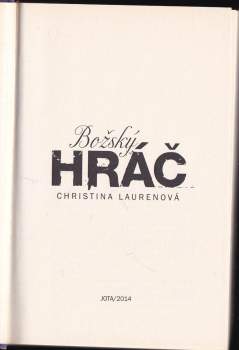 Božský
HRÁČ
CHRISTINA LAURENOVÁ
JOTA/2014